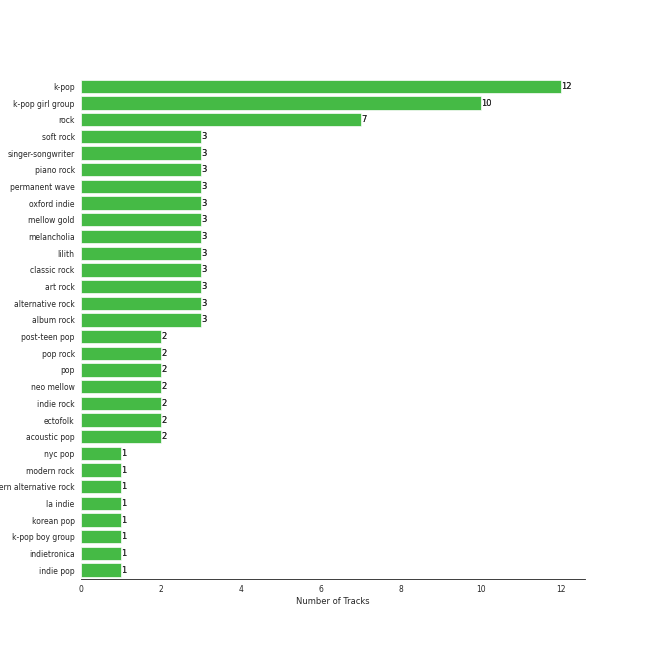 k-pop 12
k-pop girl group 10
rock 7
soft rock 3
singer-songwriter 3
piano rock 3
permanent wave 3
oxford indie 3
mellow gold 3
melancholia 3
lilith 3
classic rock 3
art rock 3
alternative rock 3
album rock 3
post-teen pop 2
pop rock 2
pop 2
neo mellow 2
indie rock 2
ectofolk 2
acoustic pop 2
nyc pop 1
modern rock 1
ern alternative rock 1
la indie 1
korean pop 1
k-pop boy group 1
indietronica 1
indie pop 1
0 2 4 6 8 10 12
Number of Tracks